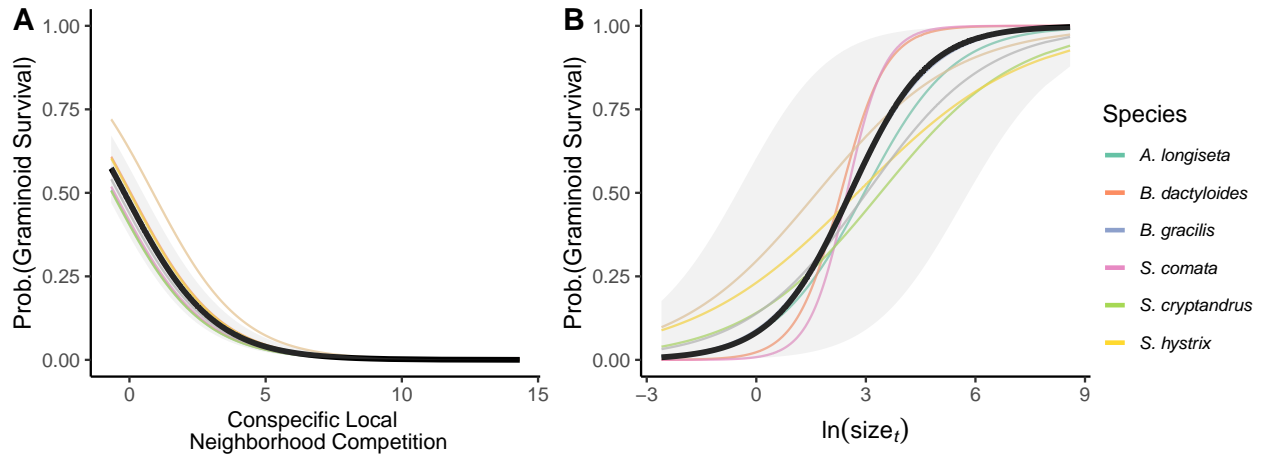 A
Prob.(Graminoid Survival)
1.00
0.75
0.50
0.25
0.00
0
5
10
15
Conspecific Local
Neighborhood Competition
B
Prob.(Graminoid Survival)
1.00
0.75
0.50
0.25
0.00
−3
0
3
6
9
ln(sizeₜ)
Species
A. longiseta
B. dactyloides
B. gracilis
S. comata
S. cryptandrus
S. hystrix